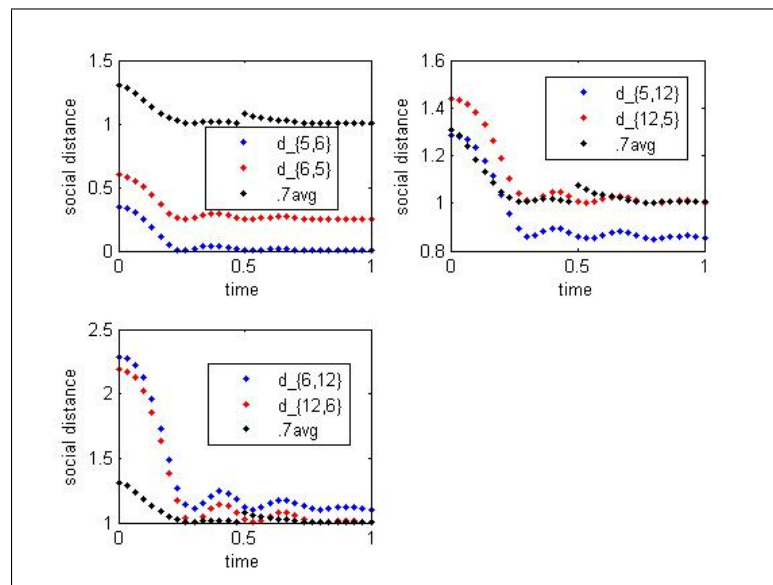 1.5
1
0.5
0
social distance
d_{5,6}
d_{6,5}
.7avg
0 0.5 1
time
1.6
1.4
1.2
1
0.8
social distance
d_{5,12}
d_{12,5}
.7avg
0 0.5 1
time
2.5
2
1.5
1
social distance
d_{6,12}
d_{12,6}
.7avg
0 0.5 1
time